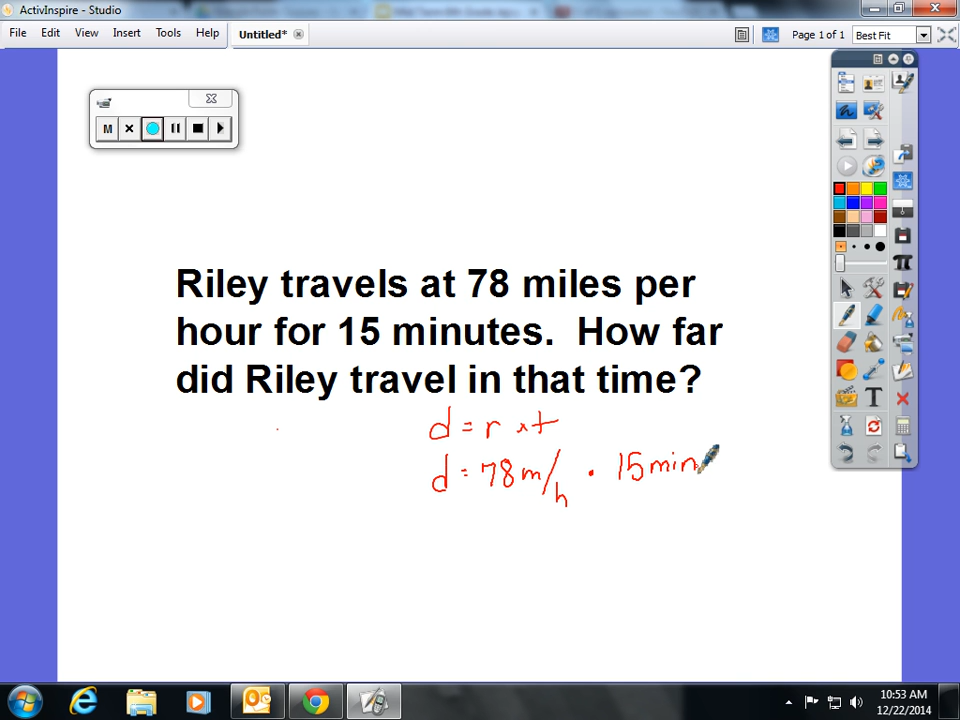 ActivInspire - Studio
File Edit View Insert Tools Help Untitled* Page 1 of 1 Best Fit
M
Riley travels at 78 miles per
hour for 15 minutes. How far
did Riley travel in that time?
d = r × t
d = 78 m/h · 15 min
T
π
10:53 AM
12/22/2014